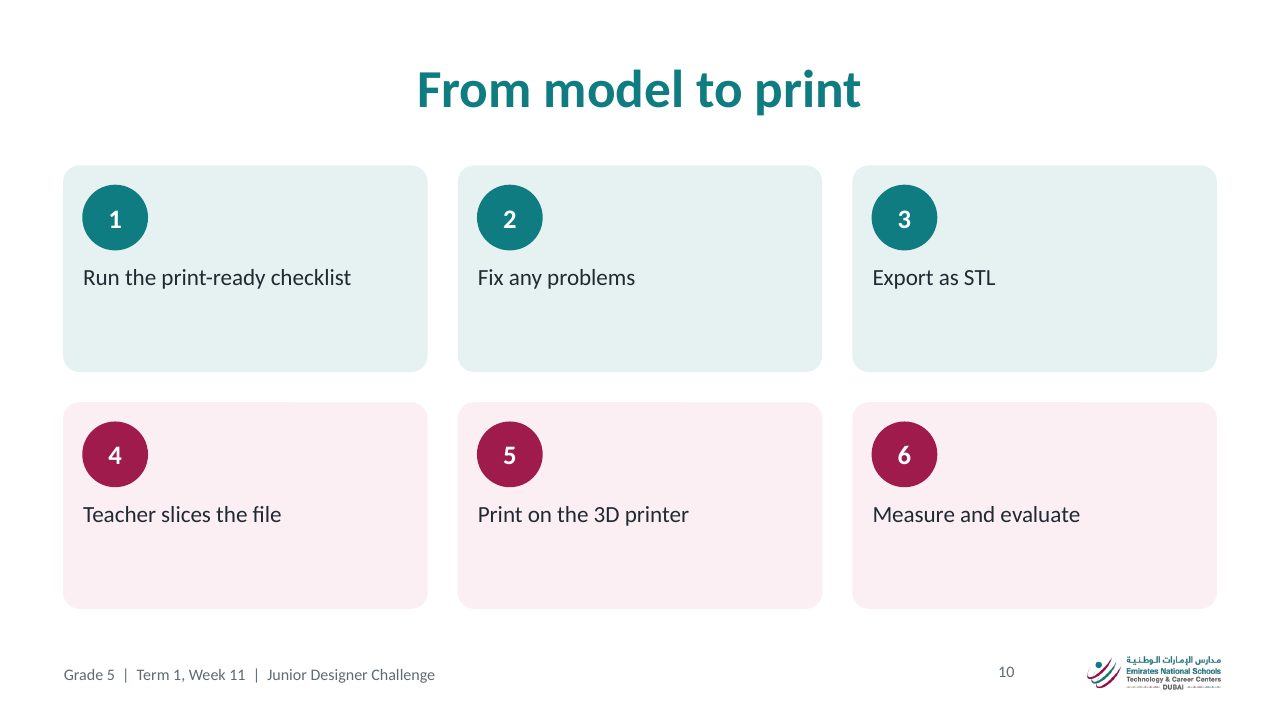 From model to print
1
Run the print-ready checklist
2
Fix any problems
3
Export as STL
4
Teacher slices the file
5
Print on the 3D printer
6
Measure and evaluate
Grade 5 | Term 1, Week 11 | Junior Designer Challenge
10
مدارس الإمارات الوطنية
Emirates National Schools
Technology & Career Centers
DUBAI